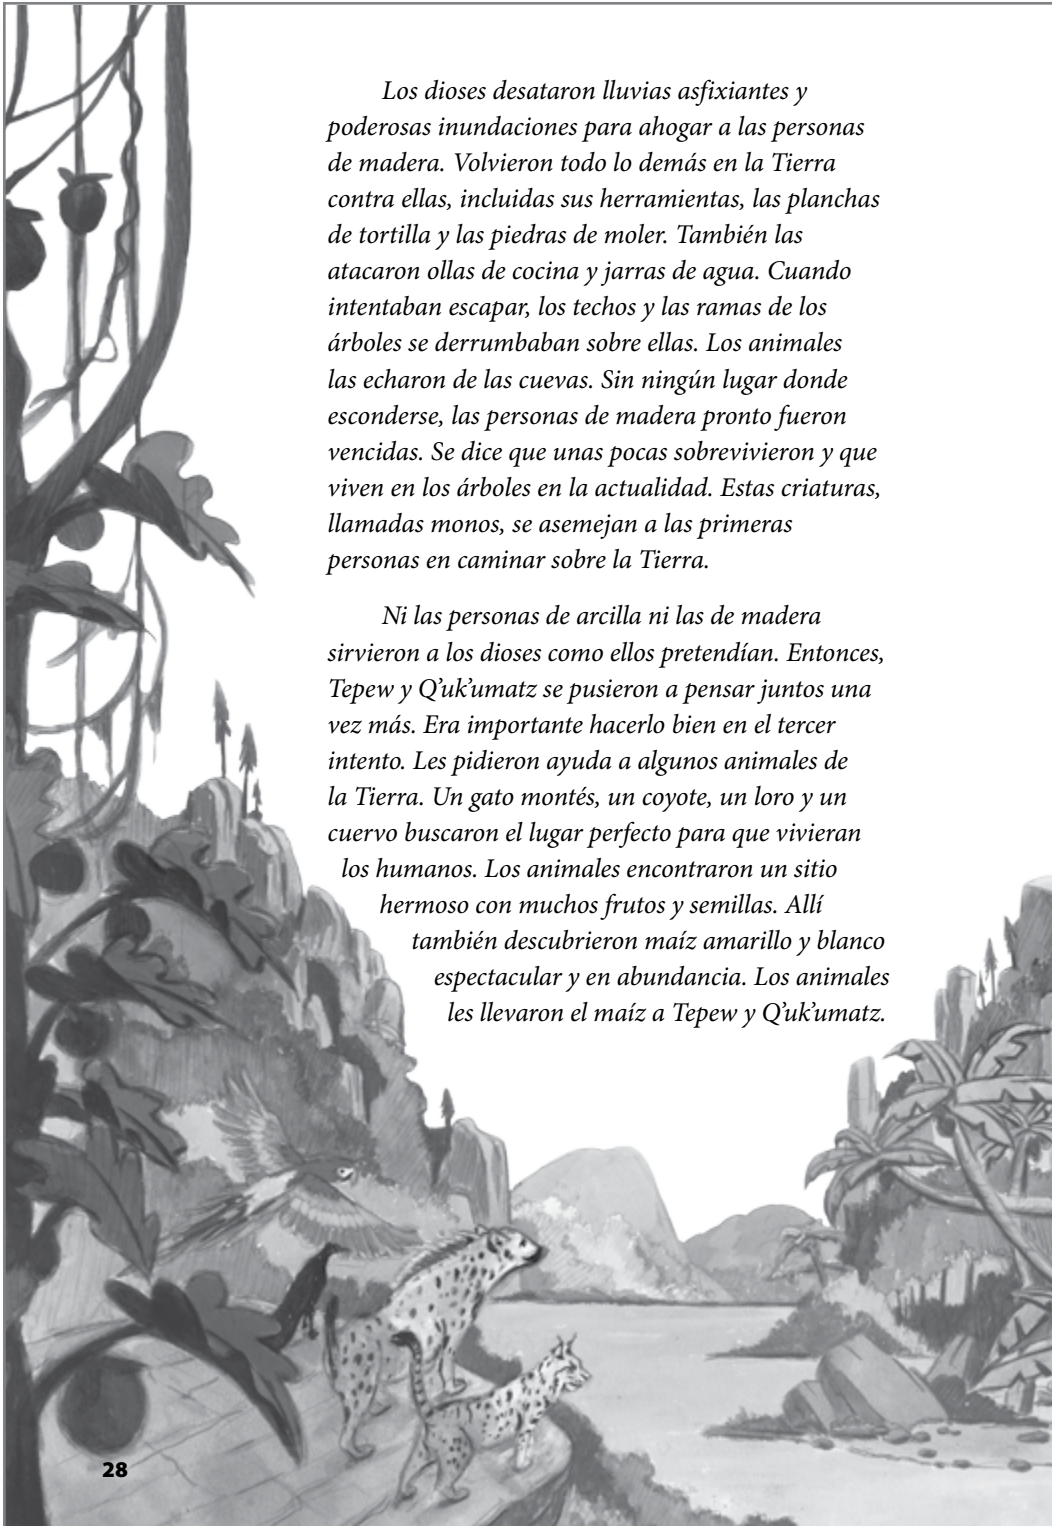 Los dioses desataron lluvias asfixiantes y
poderosas inundaciones para ahogar a las personas
de madera. Volvieron todo lo demás en la Tierra
contra ellas, incluidas sus herramientas, las planchas
de tortilla y las piedras de moler. También las
atacaron ollas de cocina y jarras de agua. Cuando
intentaban escapar, los techos y las ramas de los
árboles se derrumbaban sobre ellas. Los animales
las echaron de las cuevas. Sin ningún lugar donde
esconderse, las personas de madera pronto fueron
vencidas. Se dice que unas pocas sobrevivieron y que
viven en los árboles en la actualidad. Estas criaturas,
llamadas monos, se asemejan a las primeras
personas en caminar sobre la Tierra.
Ni las personas de arcilla ni las de madera
sirvieron a los dioses como ellos pretendían. Entonces,
Tepew y Q’uk’umatz se pusieron a pensar juntos una
vez más. Era importante hacerlo bien en el tercer
intento. Les pidieron ayuda a algunos animales de
la Tierra. Un gato montés, un coyote, un loro y un
cuervo buscaron el lugar perfecto para que vivieran
los humanos. Los animales encontraron un sitio
hermoso con muchos frutos y semillas. Allí
también descubrieron maíz amarillo y blanco
espectacular y en abundancia. Los animales
les llevaron el maíz a Tepew y Q’uk’umatz.
28